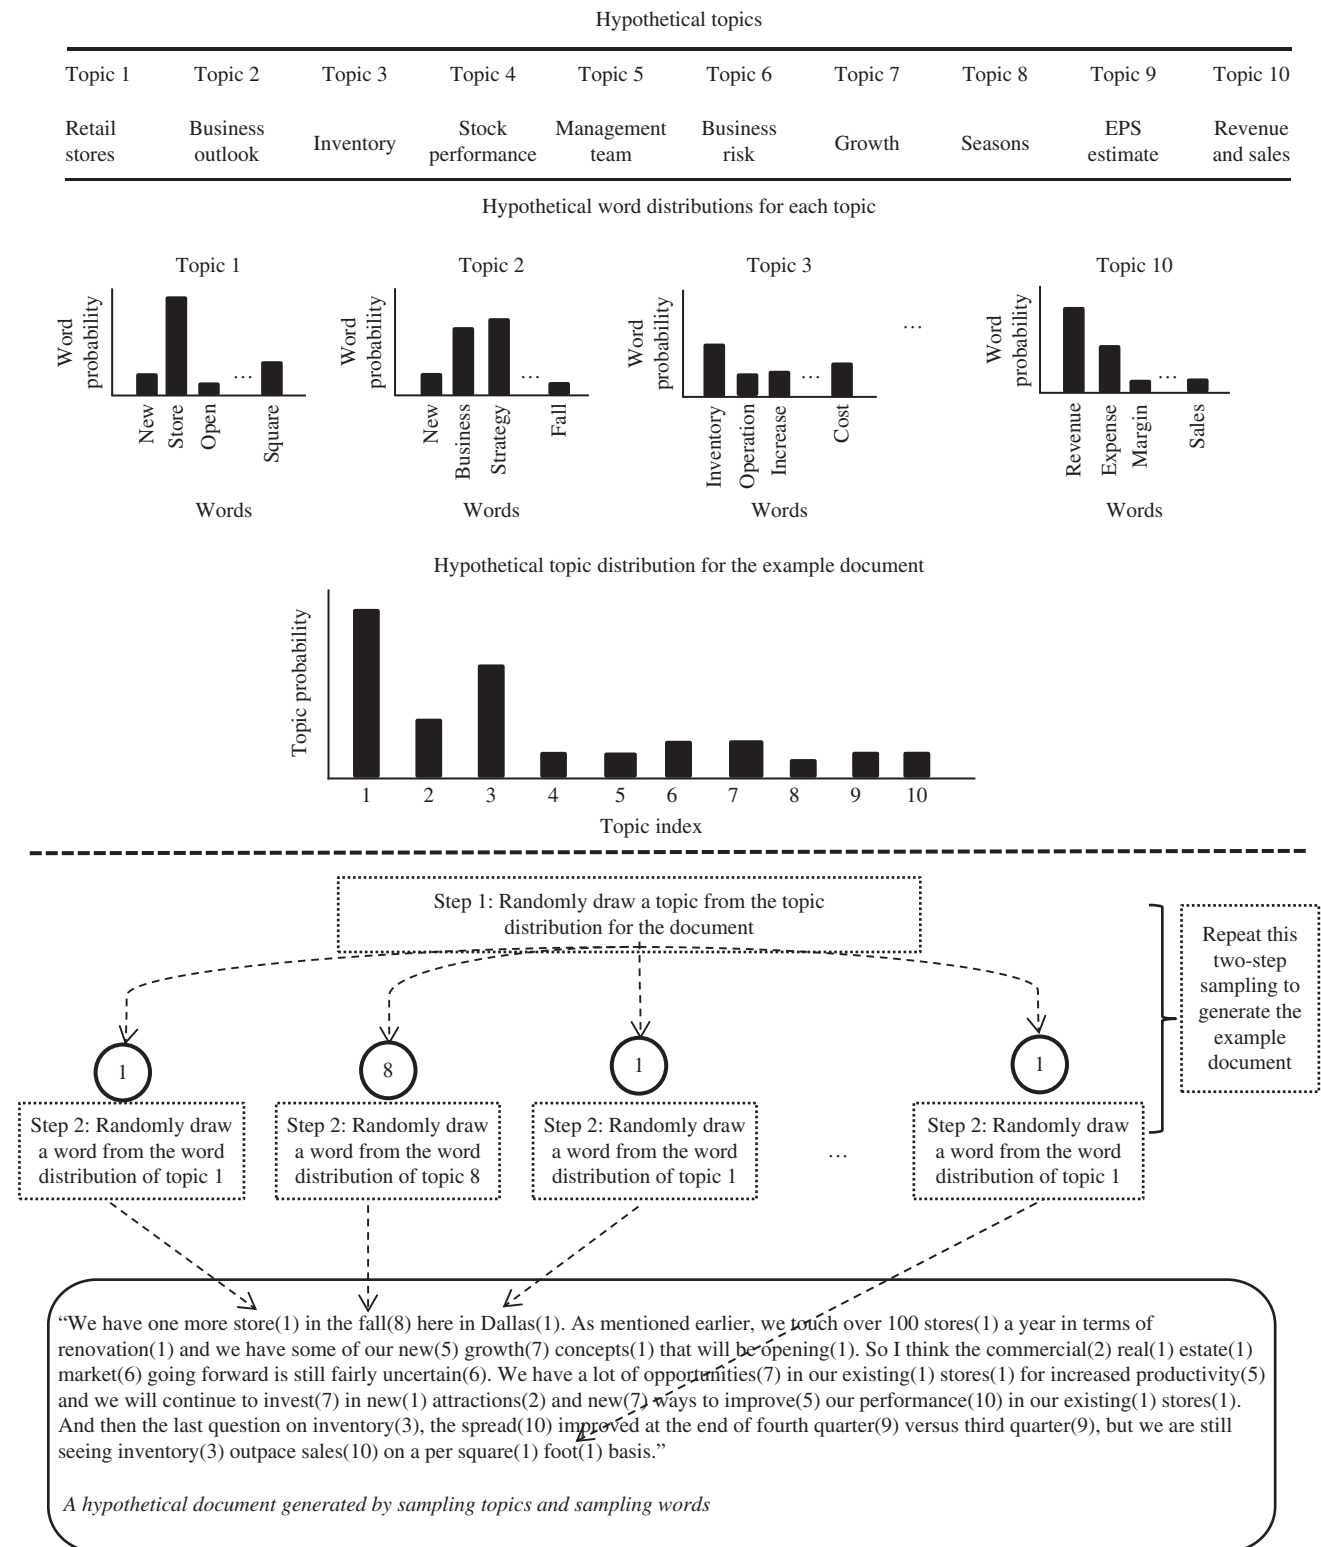 Hypothetical topics
Topic 1 Topic 2 Topic 3 Topic 4 Topic 5 Topic 6 Topic 7 Topic 8 Topic 9 Topic 10
Retail stores
Business outlook
Inventory
Stock performance
Management team
Business risk
Growth
Seasons
EPS estimate
Revenue and sales
Hypothetical word distributions for each topic
Topic 1
Word probability
New Store Open … Square
Words
Topic 2
Word probability
New Business Strategy … Fall
Words
Topic 3
Word probability
Inventory Operation Increase … Cost
Words
…
Topic 10
Word probability
Revenue Expense Margin … Sales
Words
Hypothetical topic distribution for the example document
Topic probability
1 2 3 4 5 6 7 8 9 10
Topic index
Step 1: Randomly draw a topic from the topic
distribution for the document
Repeat this
two-step
sampling to
generate the
example
document
1
8
1
1
Step 2: Randomly draw
a word from the word
distribution of topic 1
Step 2: Randomly draw
a word from the word
distribution of topic 8
Step 2: Randomly draw
a word from the word
distribution of topic 1
…
Step 2: Randomly draw
a word from the word
distribution of topic 1
“We have one more store(1) in the fall(8) here in Dallas(1). As mentioned earlier, we touch over 100 stores(1) a year in terms of
renovation(1) and we have some of our new(5) growth(7) concepts(1) that will be opening(1). So I think the commercial(2) real(1) estate(1)
market(6) going forward is still fairly uncertain(6). We have a lot of opportunities(7) in our existing(1) stores(1) for increased productivity(5)
and we will continue to invest(7) in new(1) attractions(2) and new(7) ways to improve(5) our performance(10) in our existing(1) stores(1).
And then the last question on inventory(3), the spread(10) improved at the end of fourth quarter(9) versus third quarter(9), but we are still
seeing inventory(3) outpace sales(10) on a per square(1) foot(1) basis.”
A hypothetical document generated by sampling topics and sampling words